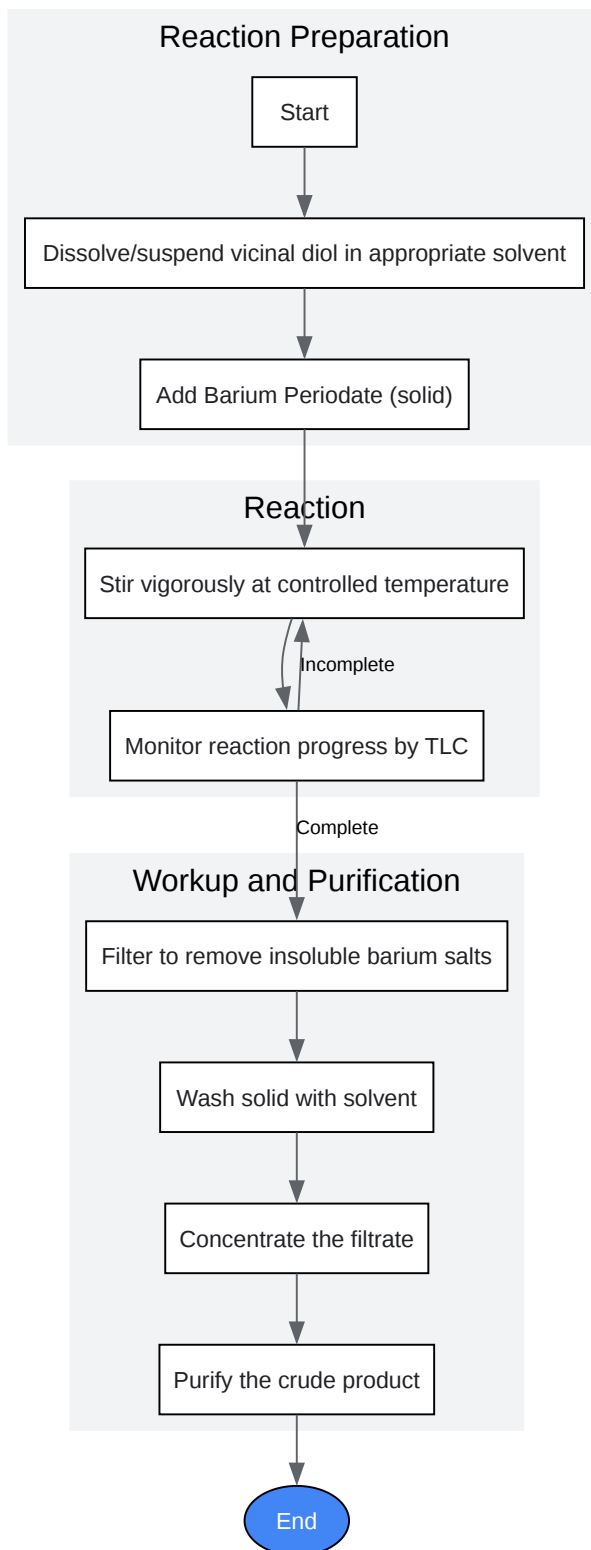 Reaction Preparation
Start
Dissolve/suspend vicinal diol in appropriate solvent
Add Barium Periodate (solid)
Reaction
Stir vigorously at controlled temperature
Incomplete
Monitor reaction progress by TLC
Complete
Workup and Purification
Filter to remove insoluble barium salts
Wash solid with solvent
Concentrate the filtrate
Purify the crude product
End